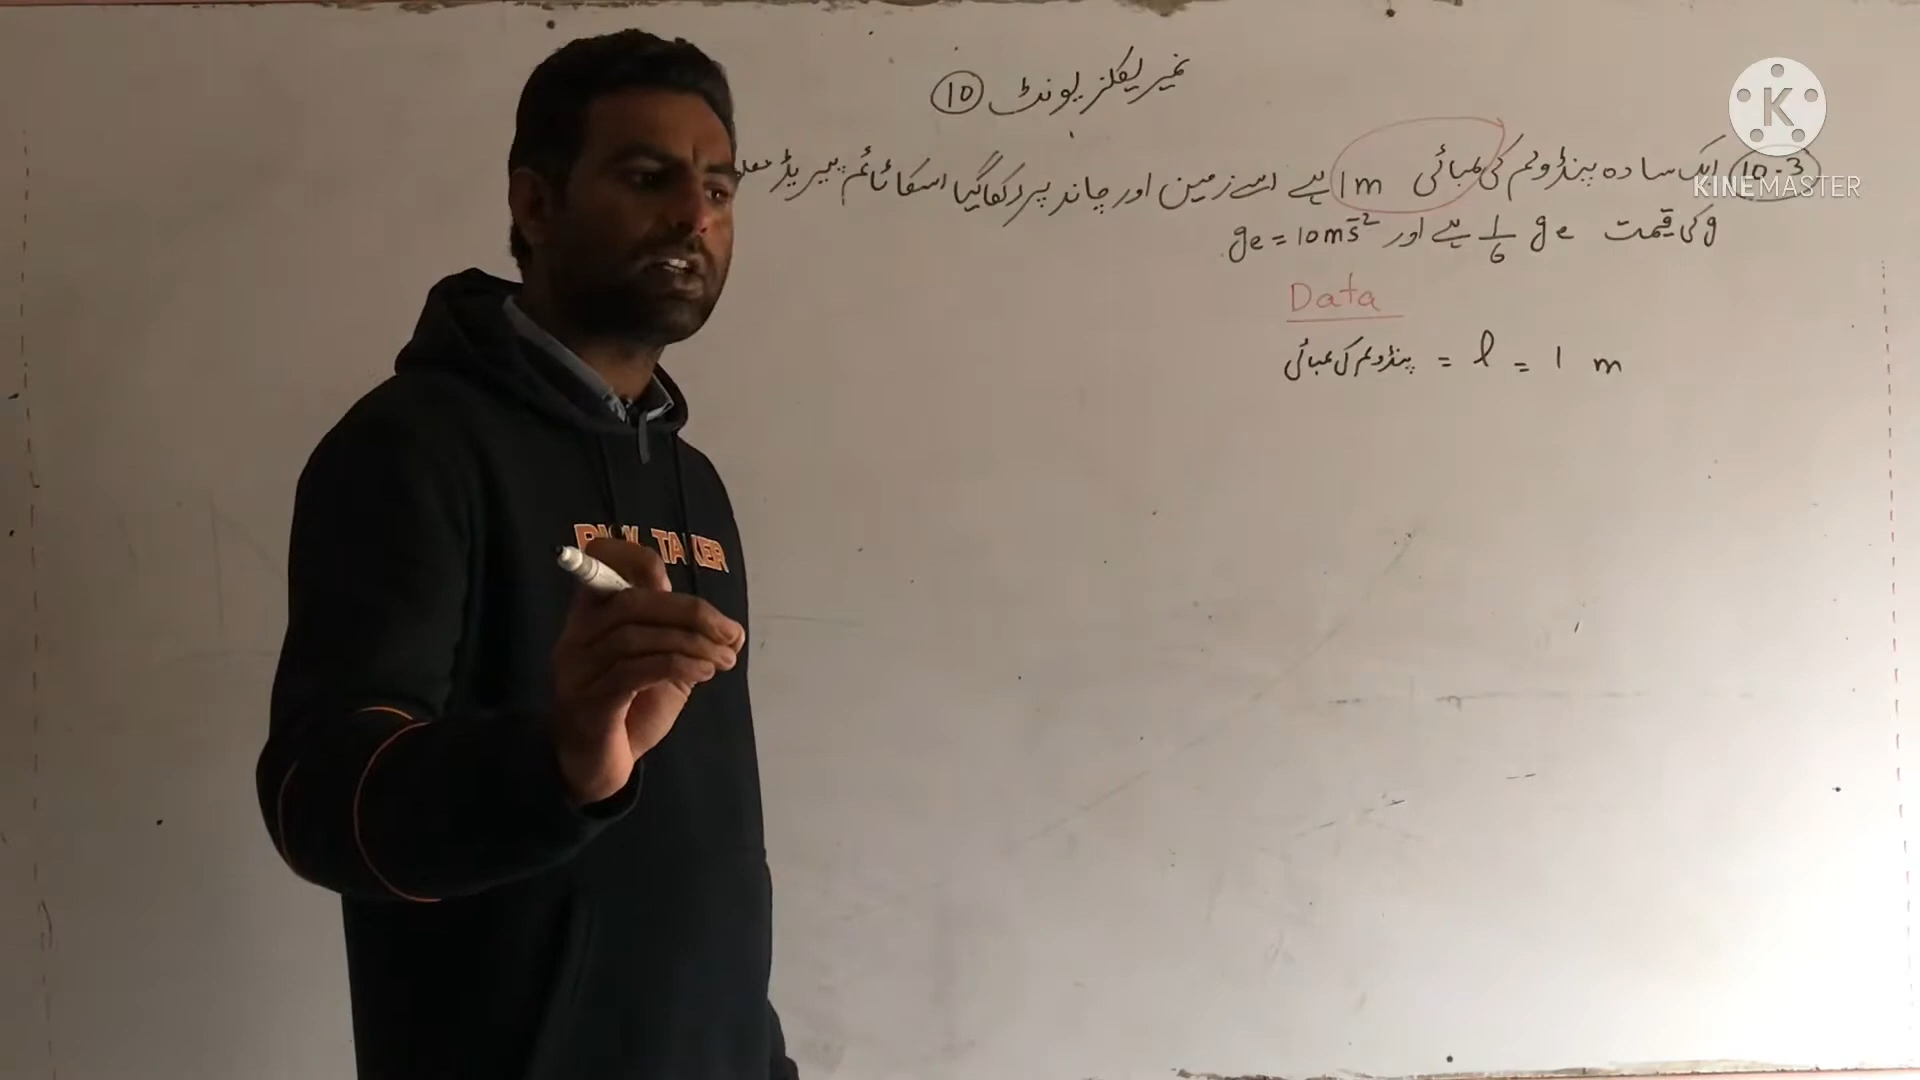 نمیریکلز یونٹ 10
10.3 ایک سادہ پنڈولم کی لمبائی 1m ہے اسے زمین اور چاند پر رکھا گیا اسکا ٹائم پیریڈ
g کی قیمت ge 1/6 ہے اور ge = 10ms⁻²
Data
پنڈولم کی لمبائی = l = 1 m
K
KINEMASTER